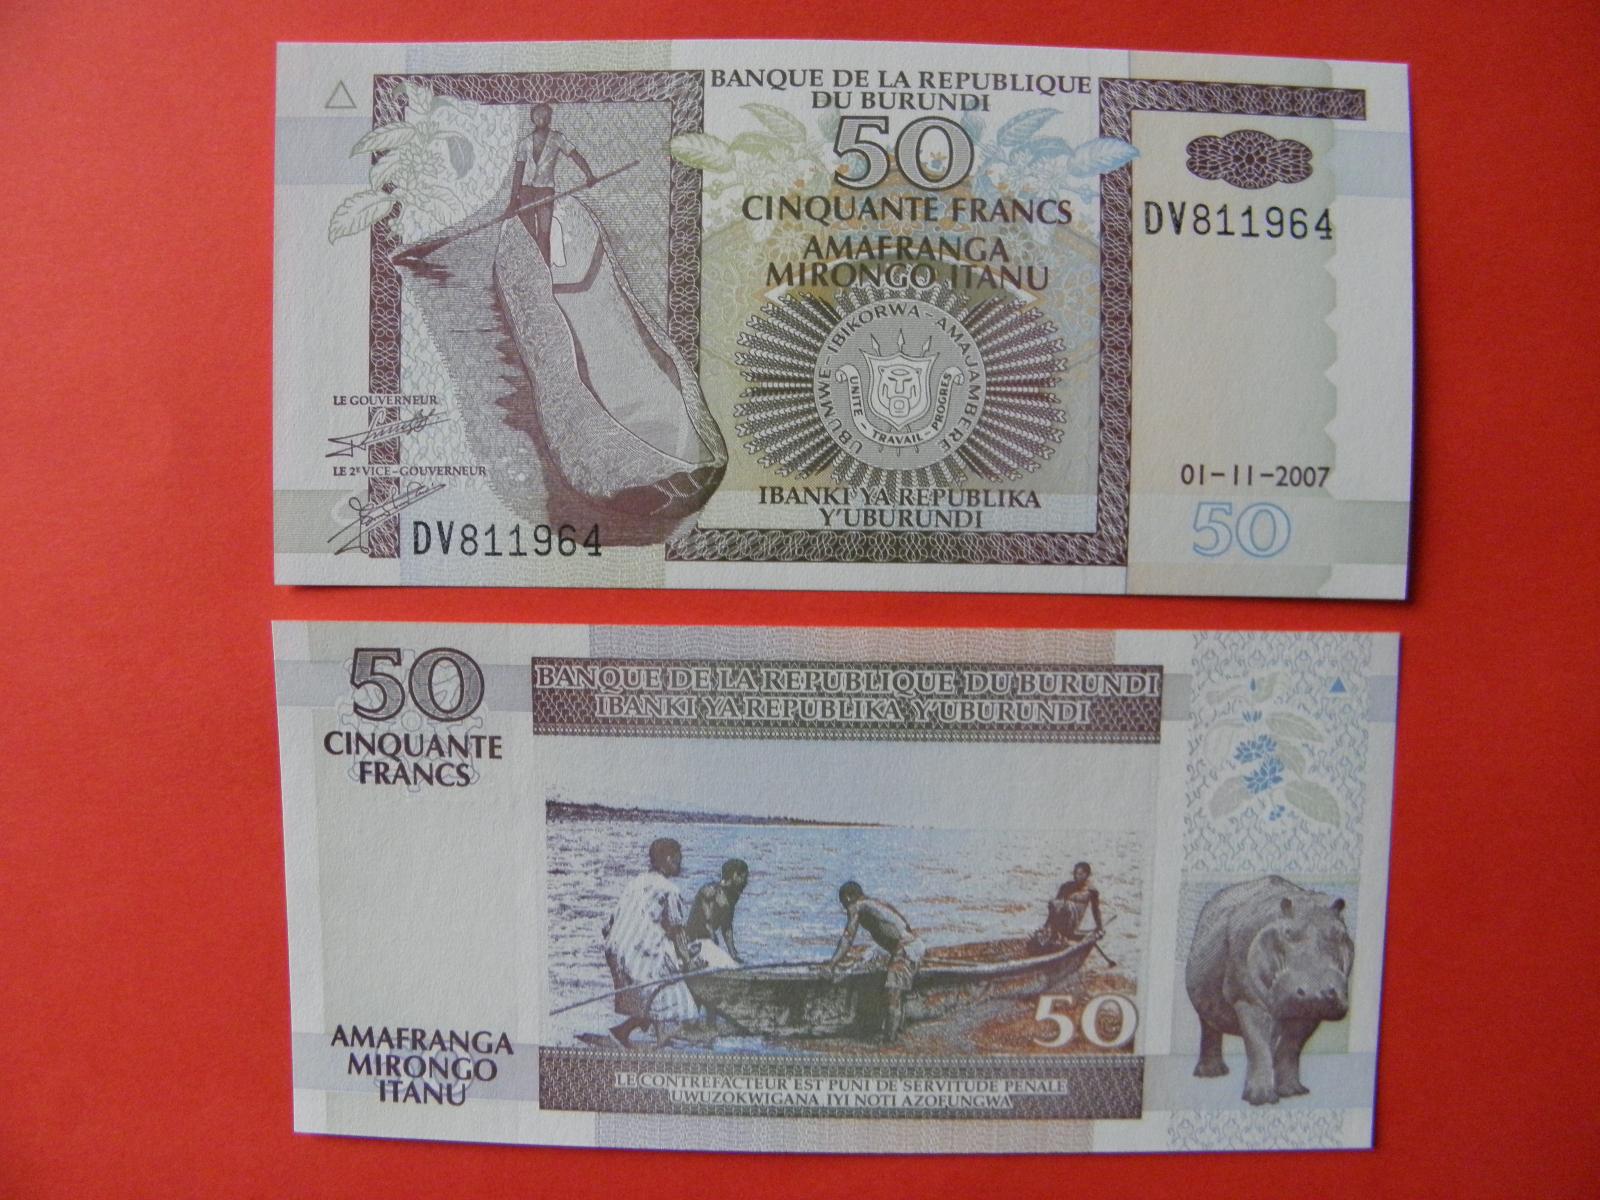 BANQUE DE LA REPUBLIQUE
DU BURUNDI
50
CINQUANTE FRANCS
AMAFRANGA
MIRONGO ITANU
DV811964
UBUMWE-IBIKORWA-AMAJAMBERE
UNITE - TRAVAIL - PROGRES
LE GOUVERNEUR
LE 2E VICE-GOUVERNEUR
DV811964
IBANKI YA REPUBLIKA
Y'UBURUNDI
01-11-2007
50
50
CINQUANTE
FRANCS
BANQUE DE LA REPUBLIQUE DU BURUNDI
IBANKI YA REPUBLIKA Y'UBURUNDI
50
AMAFRANGA
MIRONGO
ITANU
LE CONTREFACTEUR EST PUNI DE SERVITUDE PENALE
UWUZOKWIGANA IYI NOTI AZOFUNGWA